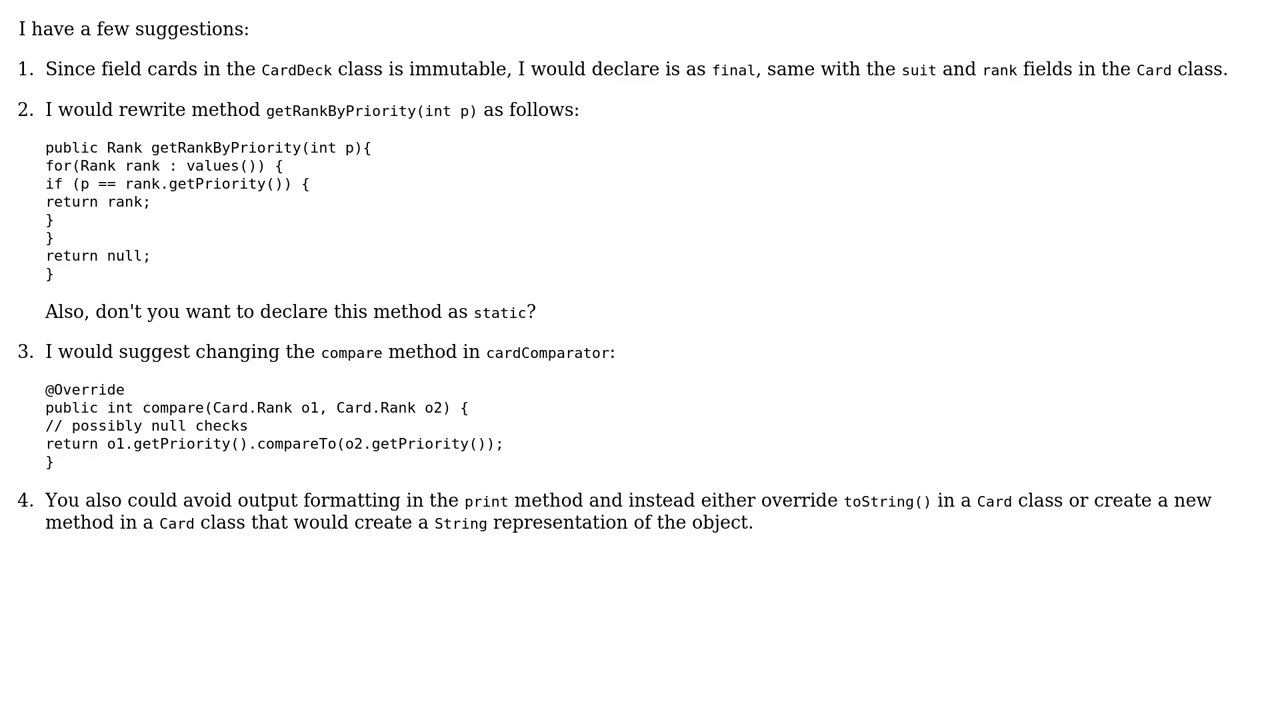 I have a few suggestions:
1. Since field cards in the CardDeck class is immutable, I would declare is as final, same with the suit and rank fields in the Card class.
2. I would rewrite method getRankByPriority(int p) as follows:
public Rank getRankByPriority(int p){
for(Rank rank : values()) {
if (p == rank.getPriority()) {
return rank;
}
}
return null;
}
Also, don't you want to declare this method as static?
3. I would suggest changing the compare method in cardComparator:
@Override
public int compare(Card.Rank o1, Card.Rank o2) {
// possibly null checks
return o1.getPriority().compareTo(o2.getPriority());
}
4. You also could avoid output formatting in the print method and instead either override toString() in a Card class or create a new
method in a Card class that would create a String representation of the object.